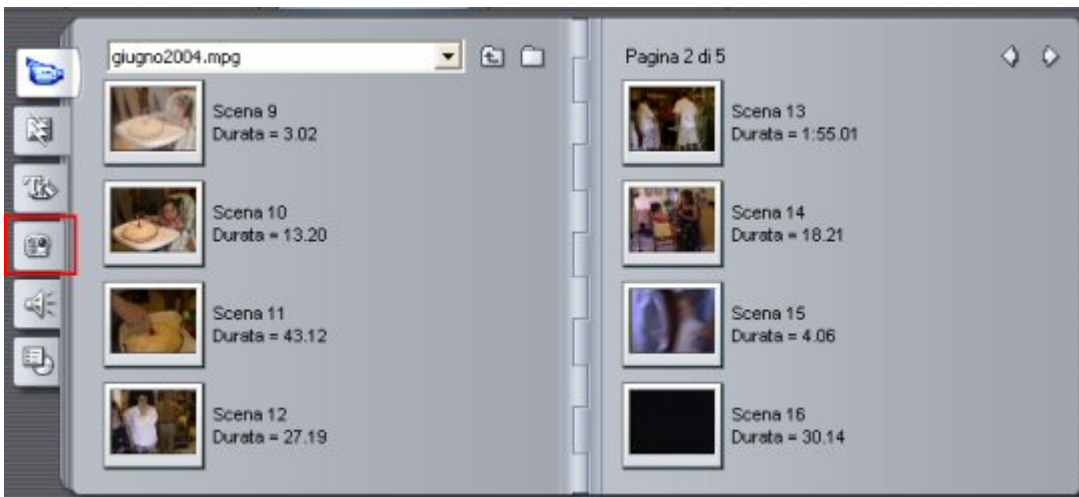 giugno2004.mpg
Scena 9
Durata = 3.02
Scena 10
Durata = 13.20
Scena 11
Durata = 43.12
Scena 12
Durata = 27.19
Pagina 2 di 5
Scena 13
Durata = 1:55.01
Scena 14
Durata = 18.21
Scena 15
Durata = 4.06
Scena 16
Durata = 30.14